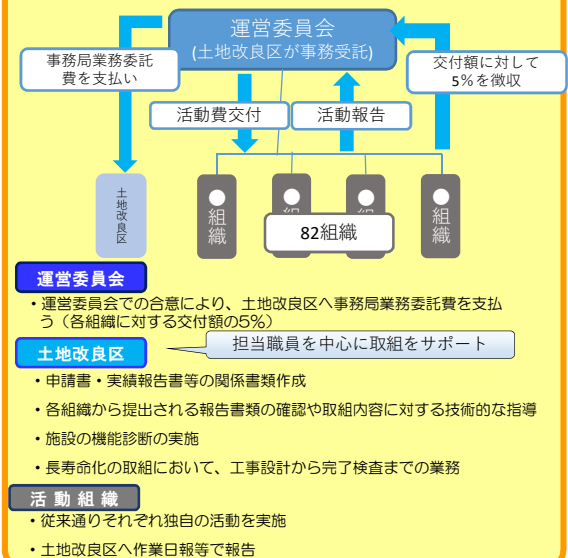 運営委員会
(土地改良区が事務受託)
事務局業務委託
費を支払い
交付額に対して
5％を徴収
活動費交付
活動報告
土地改良区
●組織
●組
●組
●組織
82組織
運営委員会
・運営委員会での合意により、土地改良区へ事務局業務委託費を支払
う（各組織に対する交付額の5％）
土地改良区
担当職員を中心に取組をサポート
・申請書・実績報告書等の関係書類作成
・各組織から提出される報告書類の確認や取組内容に対する技術的な指導
・施設の機能診断の実施
・長寿命化の取組において、工事設計から完了検査までの業務
活 動 組 織
・従来通りそれぞれ独自の活動を実施
・土地改良区へ作業日報等で報告